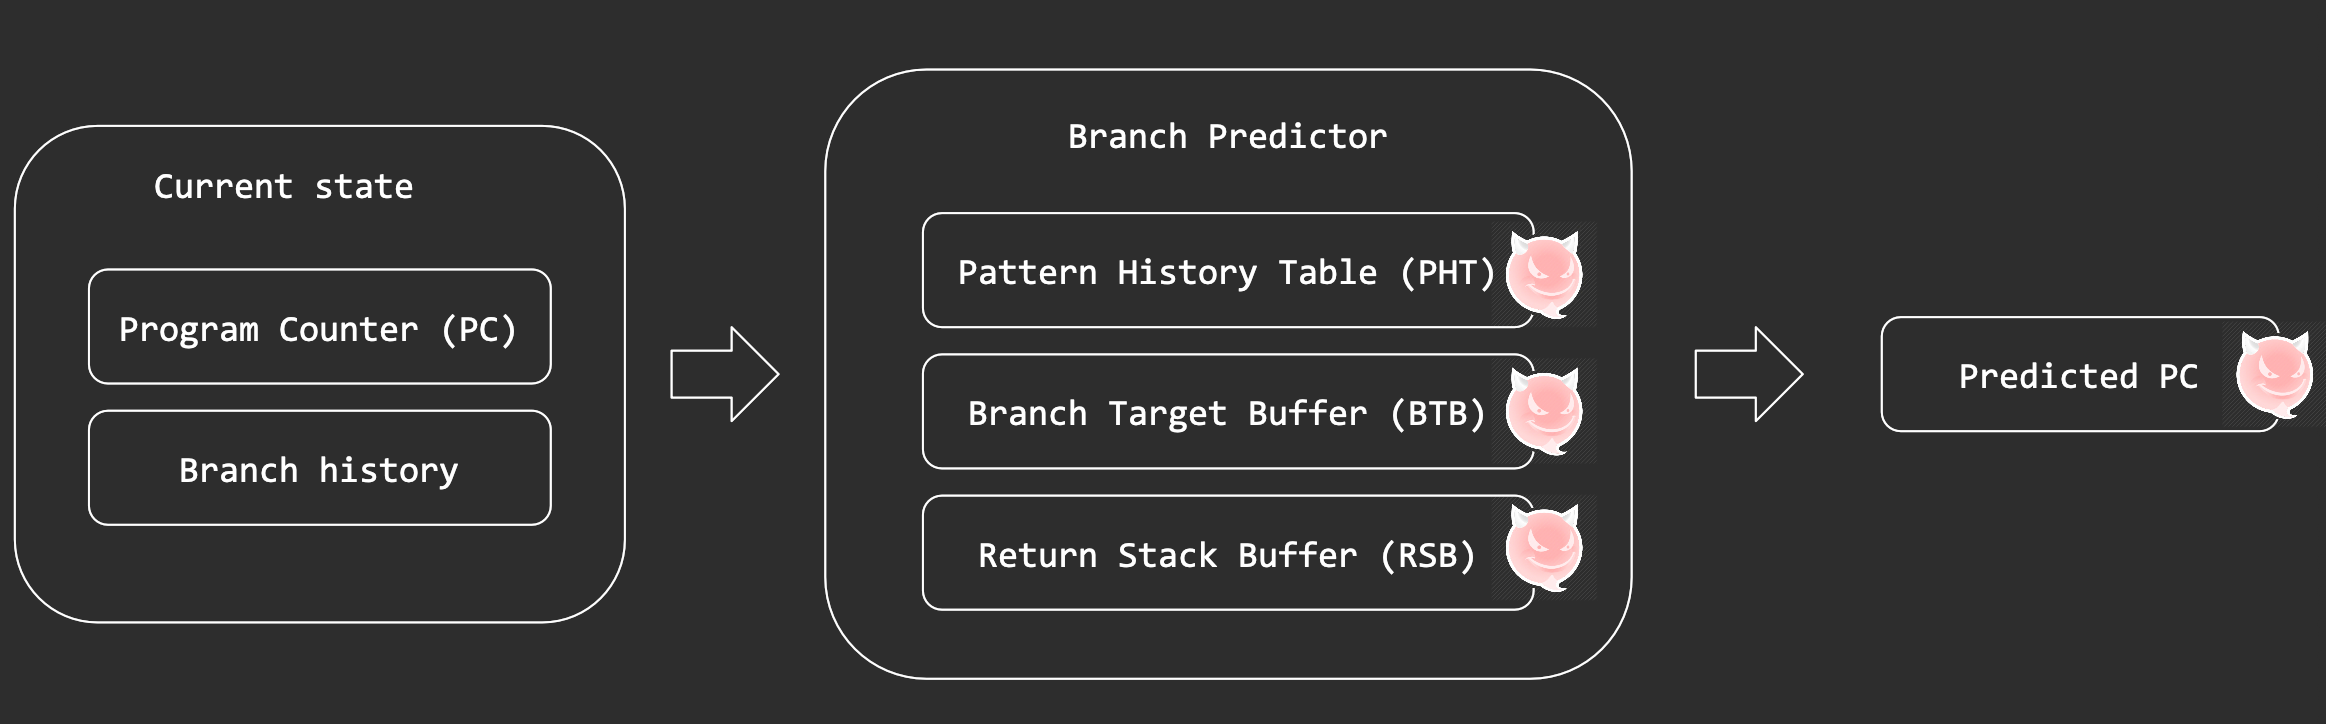 Current state
Program Counter (PC)
Branch history
Branch Predictor
Pattern History Table (PHT)
Branch Target Buffer (BTB)
Return Stack Buffer (RSB)
Predicted PC